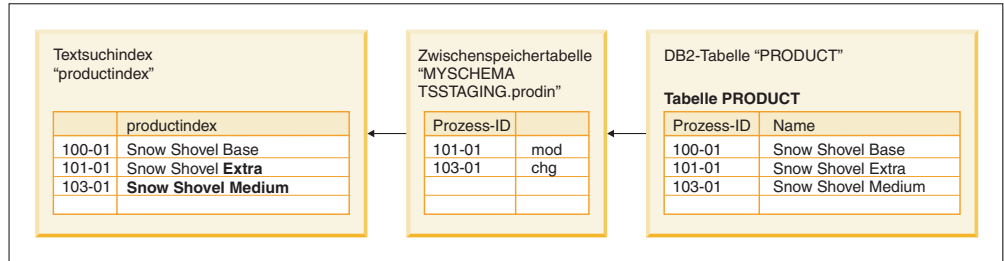 Textsuchindex
“productindex”
productindex
100-01 Snow Shovel Base
101-01 Snow Shovel Extra
103-01 Snow Shovel Medium
Zwischenspeichertabelle
“MYSCHEMA
TSSTAGING.prodin”
Prozess-ID
101-01 mod
103-01 chg
DB2-Tabelle “PRODUCT”
Tabelle PRODUCT
Prozess-ID Name
100-01 Snow Shovel Base
101-01 Snow Shovel Extra
103-01 Snow Shovel Medium